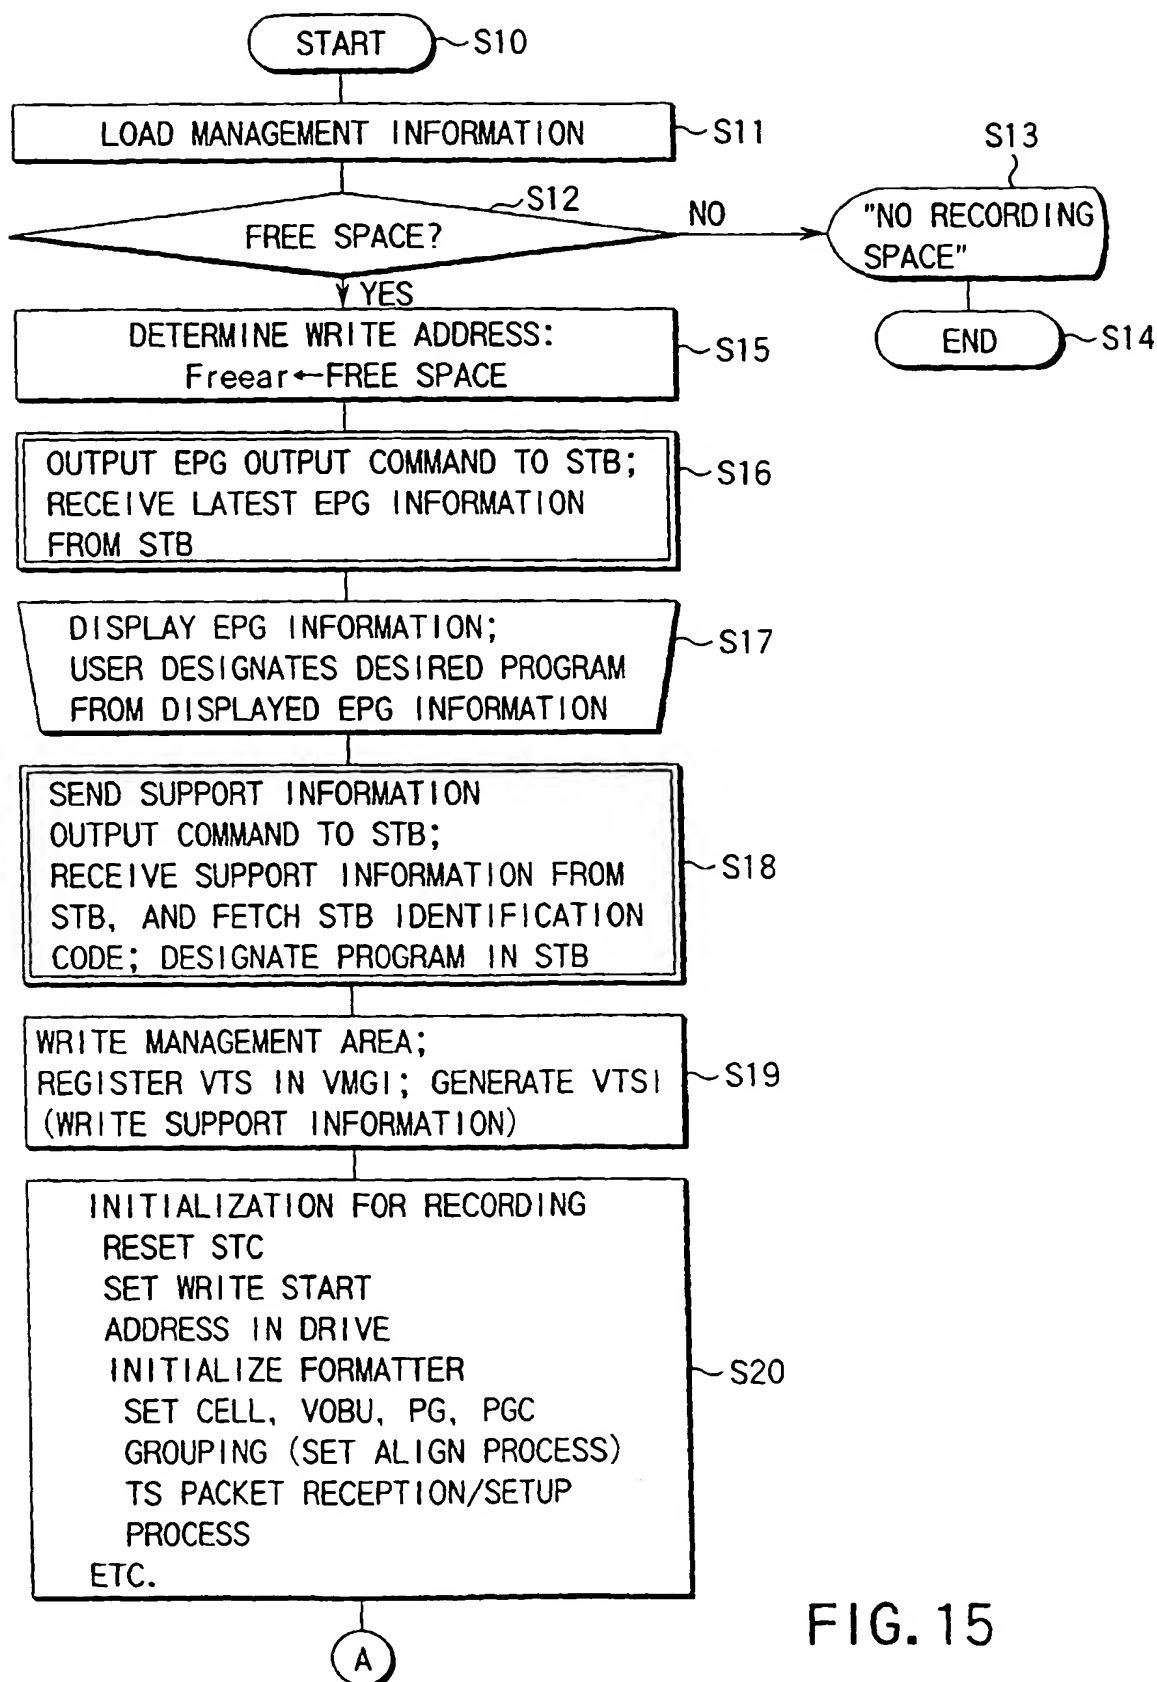 START
S10
LOAD MANAGEMENT INFORMATION
S11
S12
FREE SPACE?
NO
S13
"NO RECORDING
SPACE"
END
S14
YES
DETERMINE WRITE ADDRESS:
Freear←FREE SPACE
S15
OUTPUT EPG OUTPUT COMMAND TO STB;
RECEIVE LATEST EPG INFORMATION
FROM STB
S16
DISPLAY EPG INFORMATION;
USER DESIGNATES DESIRED PROGRAM
FROM DISPLAYED EPG INFORMATION
S17
SEND SUPPORT INFORMATION
OUTPUT COMMAND TO STB;
RECEIVE SUPPORT INFORMATION FROM
STB, AND FETCH STB IDENTIFICATION
CODE; DESIGNATE PROGRAM IN STB
S18
WRITE MANAGEMENT AREA;
REGISTER VTS IN VMGI; GENERATE VTSI
(WRITE SUPPORT INFORMATION)
S19
INITIALIZATION FOR RECORDING
RESET STC
SET WRITE START
ADDRESS IN DRIVE
INITIALIZE FORMATTER
SET CELL, VOBU, PG, PGC
GROUPING (SET ALIGN PROCESS)
TS PACKET RECEPTION/SETUP
PROCESS
ETC.
S20
A
FIG. 15